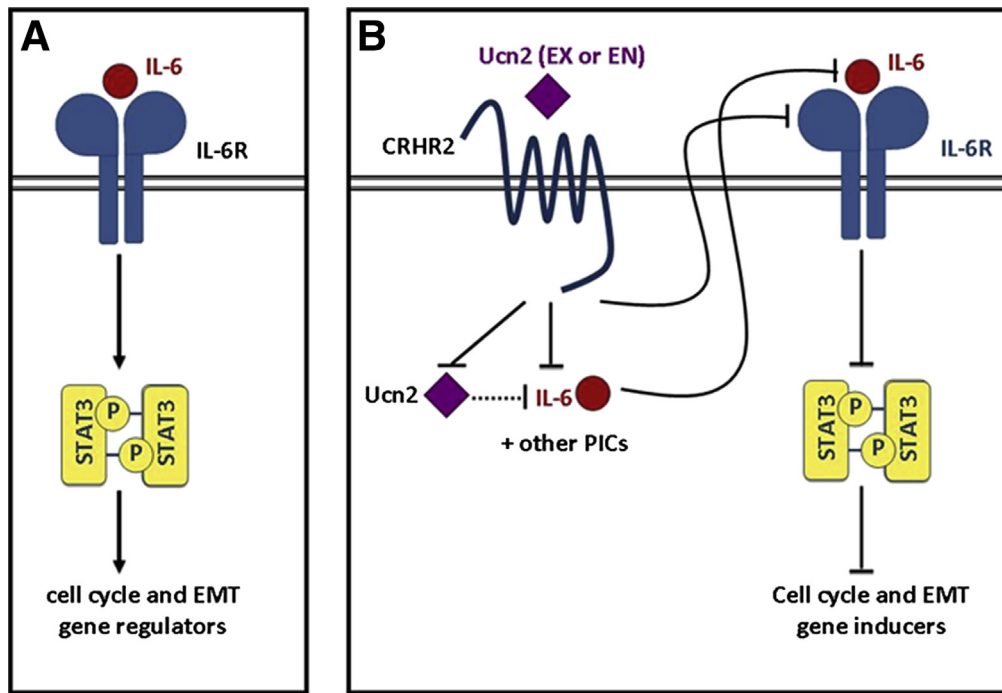 A
IL-6
IL-6R
STAT3
P
P
STAT3
cell cycle and EMT
gene regulators
B
Ucn2 (EX or EN)
CRHR2
IL-6
IL-6R
Ucn2
IL-6
+ other PICs
STAT3
P
P
STAT3
Cell cycle and EMT
gene inducers